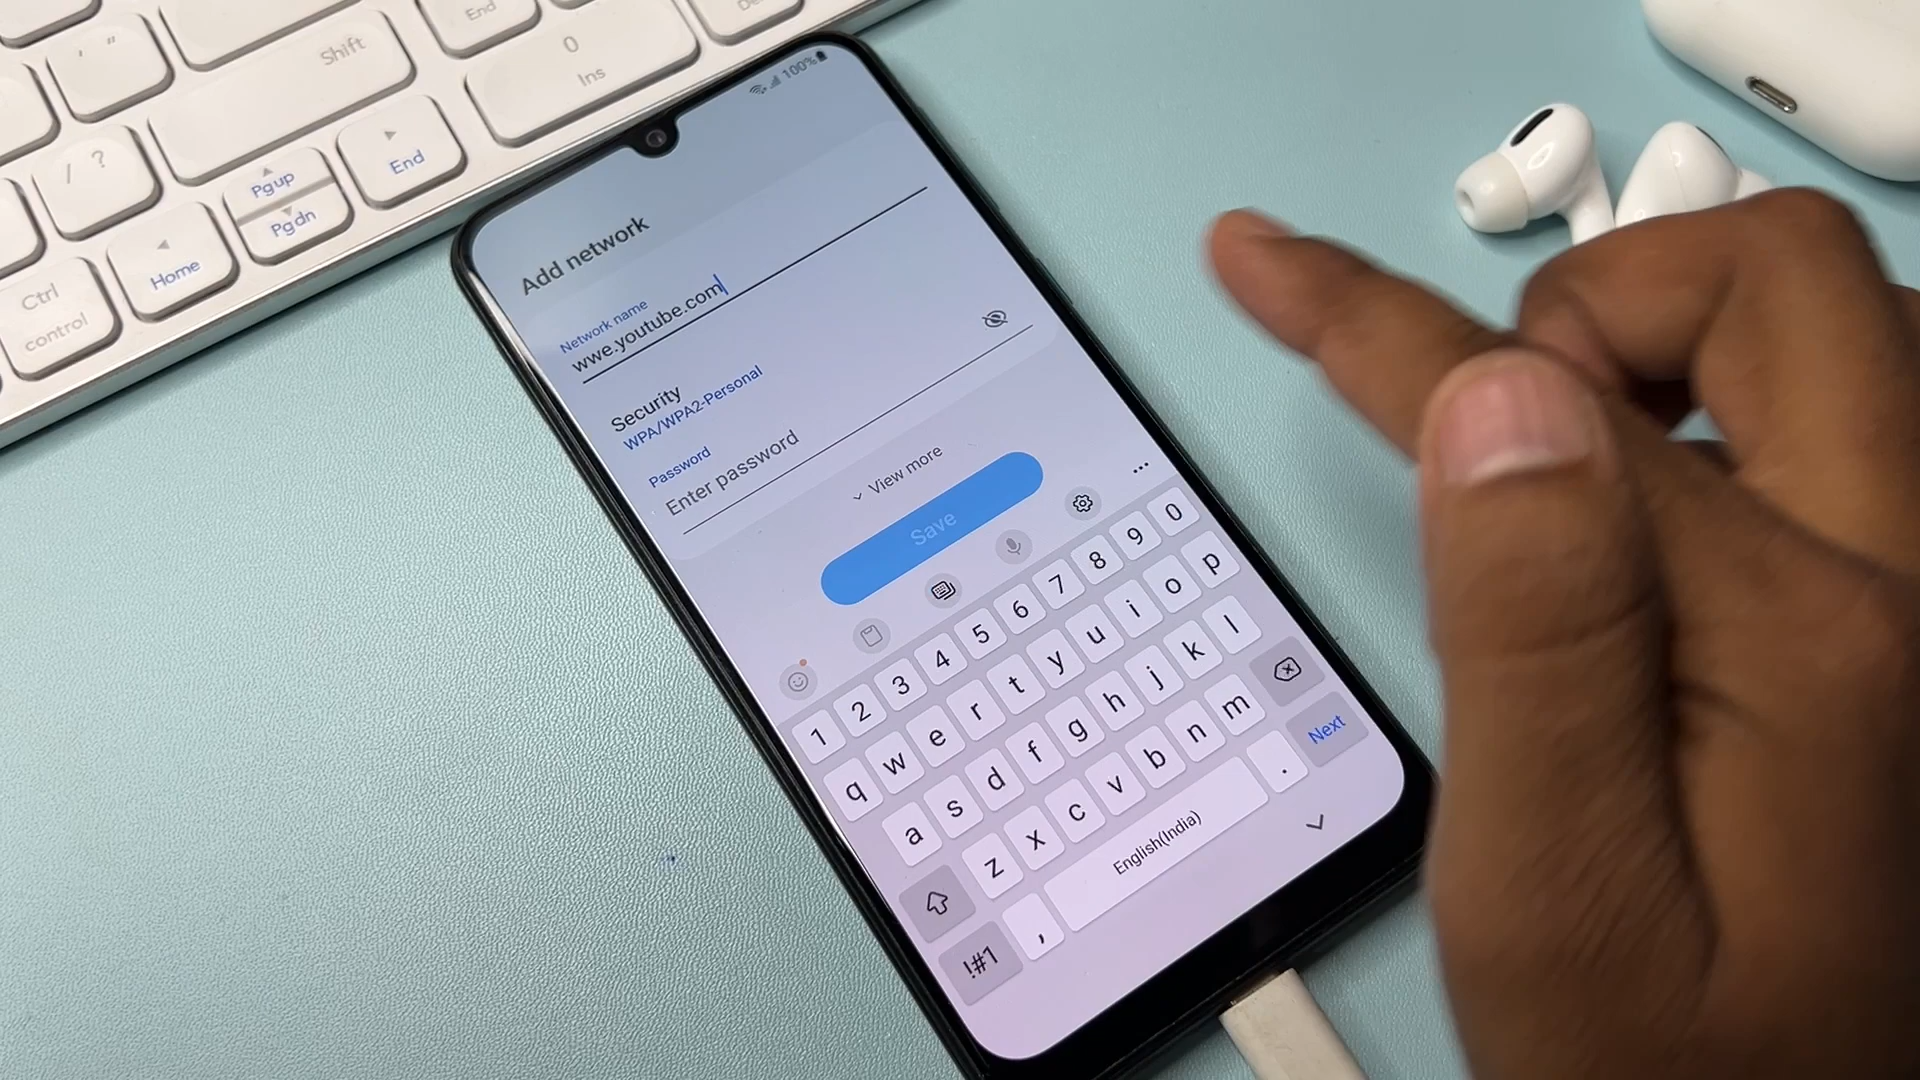 End
Shift
0
Ins
' "
/ ?
Pgup
Pgdn
End
Home
Ctrl
control
100%
Add network
Network name
wwe.youtube.com
Security
WPA/WPA2-Personal
Password
Enter password
View more
Save
1 2 3 4 5 6 7 8 9 0
q w e r t y u i o p
a s d f g h j k l
z x c v b n m
!#1 , English(India) . Next